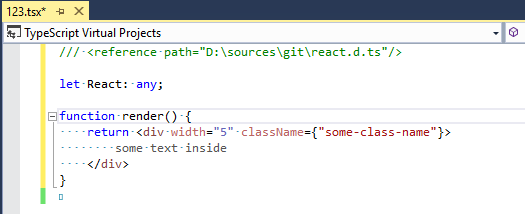 123.tsx*
TypeScript Virtual Projects
/// <reference path="D:\sources\git\react.d.ts"/>
let React: any;
function render() {
    return <div width="5" className={"some-class-name"}>
        some text inside
    </div>
}